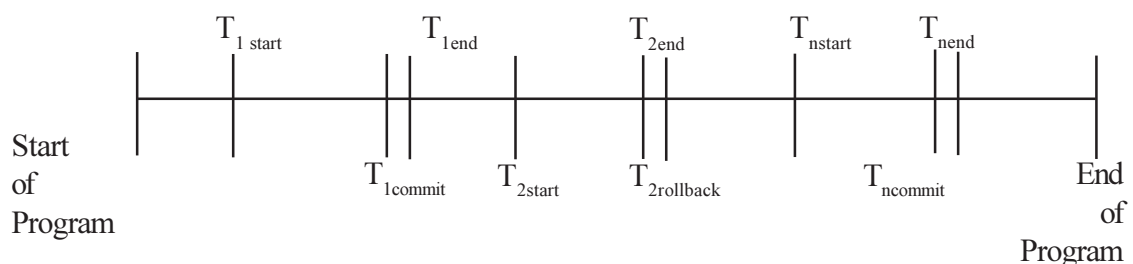 T1 start T1end T2end Tnstart Tnend
Start
of
Program
T1commit T2start T2rollback Tncommit
End
of
Program